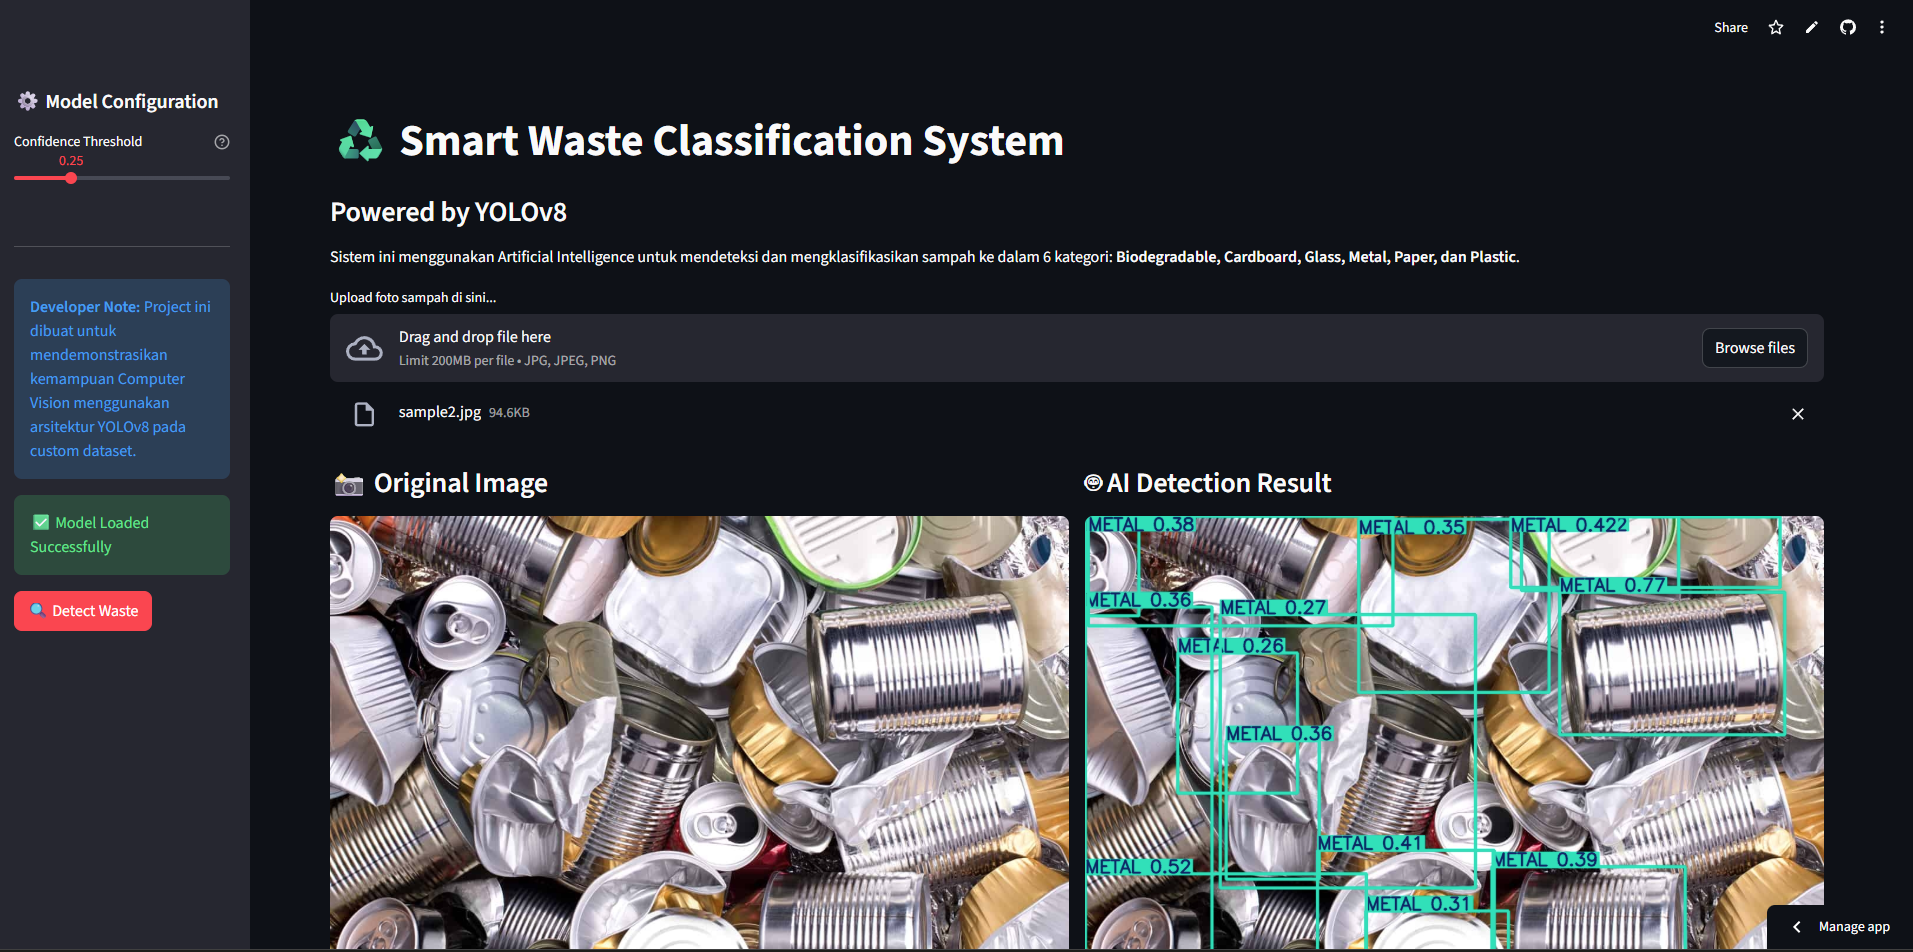 Share
Model Configuration
Confidence Threshold
0.25
Developer Note: Project ini
dibuat untuk
mendemonstrasikan
kemampuan Computer
Vision menggunakan
arsitektur YOLOv8 pada
custom dataset.
Model Loaded
Successfully
Detect Waste
Smart Waste Classification System
Powered by YOLOv8
Sistem ini menggunakan Artificial Intelligence untuk mendeteksi dan mengklasifikasikan sampah ke dalam 6 kategori: Biodegradable, Cardboard, Glass, Metal, Paper, dan Plastic.
Upload foto sampah di sini...
Drag and drop file here
Limit 200MB per file • JPG, JPEG, PNG
Browse files
sample2.jpg 94.6KB
Original Image
AI Detection Result
METAL 0.38
METAL 0.35
METAL 0.422
METAL 0.77
METAL 0.36
METAL 0.27
METAL 0.26
METAL 0.36
METAL 0.41
METAL 0.52
METAL 0.39
METAL 0.31
Manage app